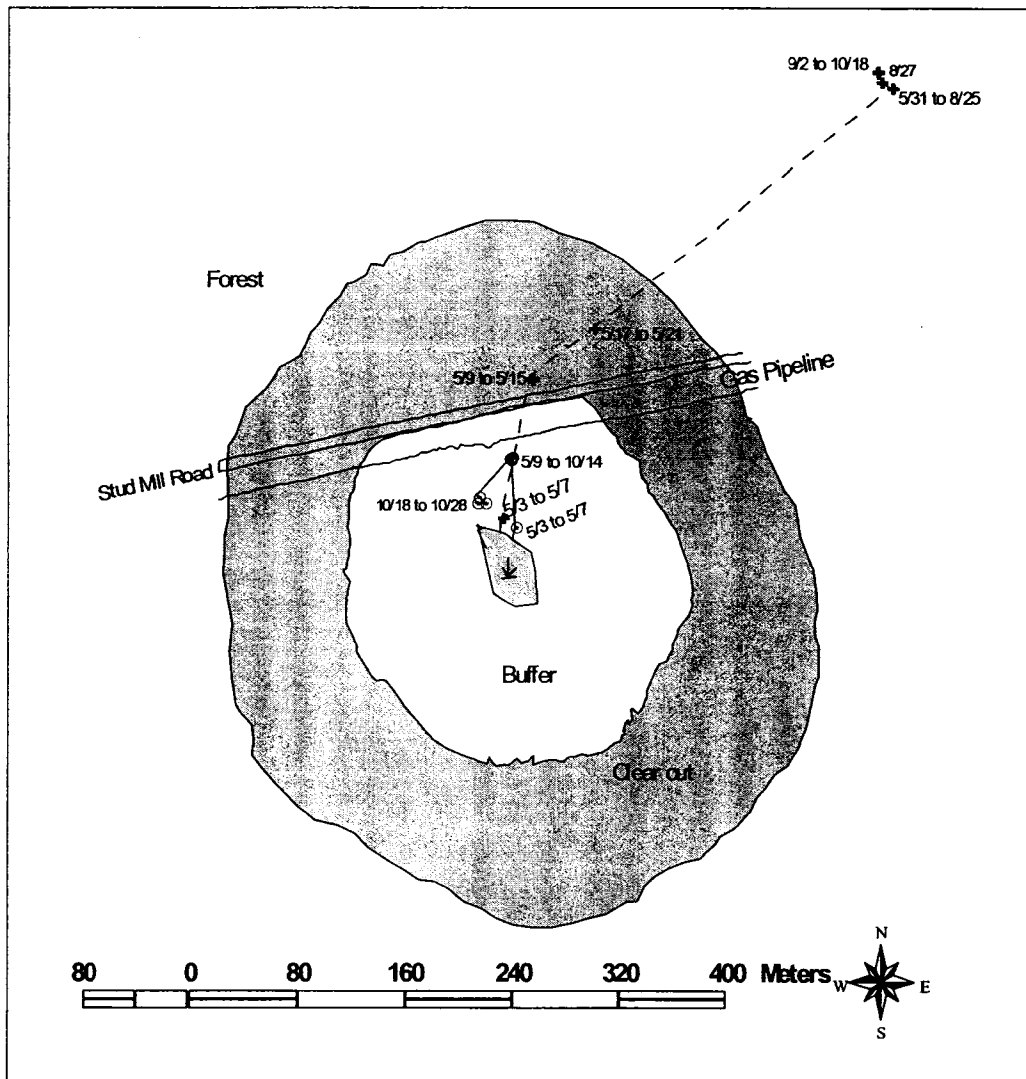 9/2 to 10/18
8/27
5/31 to 8/25
Forest
5/17 to 5/21
5/9 to 5/15
Gas Pipeline
Stud Mill Road
5/9 to 10/14
10/18 to 10/28
5/3 to 5/7
5/3 to 5/7
Buffer
Clear cut
80 0 80 160 240 320 400 Meters
N
W E
S